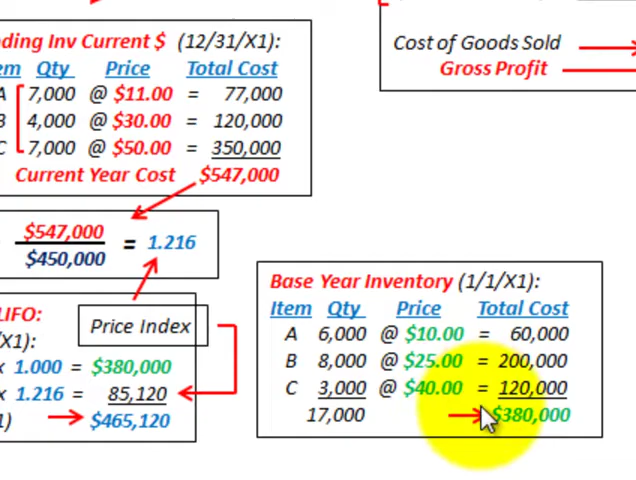 ding Inv Current $ (12/31/X1):
em Qty Price Total Cost
A 7,000 @ $11.00 = 77,000
B 4,000 @ $30.00 = 120,000
C 7,000 @ $50.00 = 350,000
Current Year Cost $547,000
Cost of Goods Sold
Gross Profit
$547,000
$450,000
= 1.216
Price Index
LIFO:
/X1):
x 1.000 = $380,000
x 1.216 = 85,120
1) $465,120
Base Year Inventory (1/1/X1):
Item Qty Price Total Cost
A 6,000 @ $10.00 = 60,000
B 8,000 @ $25.00 = 200,000
C 3,000 @ $40.00 = 120,000
17,000 $380,000